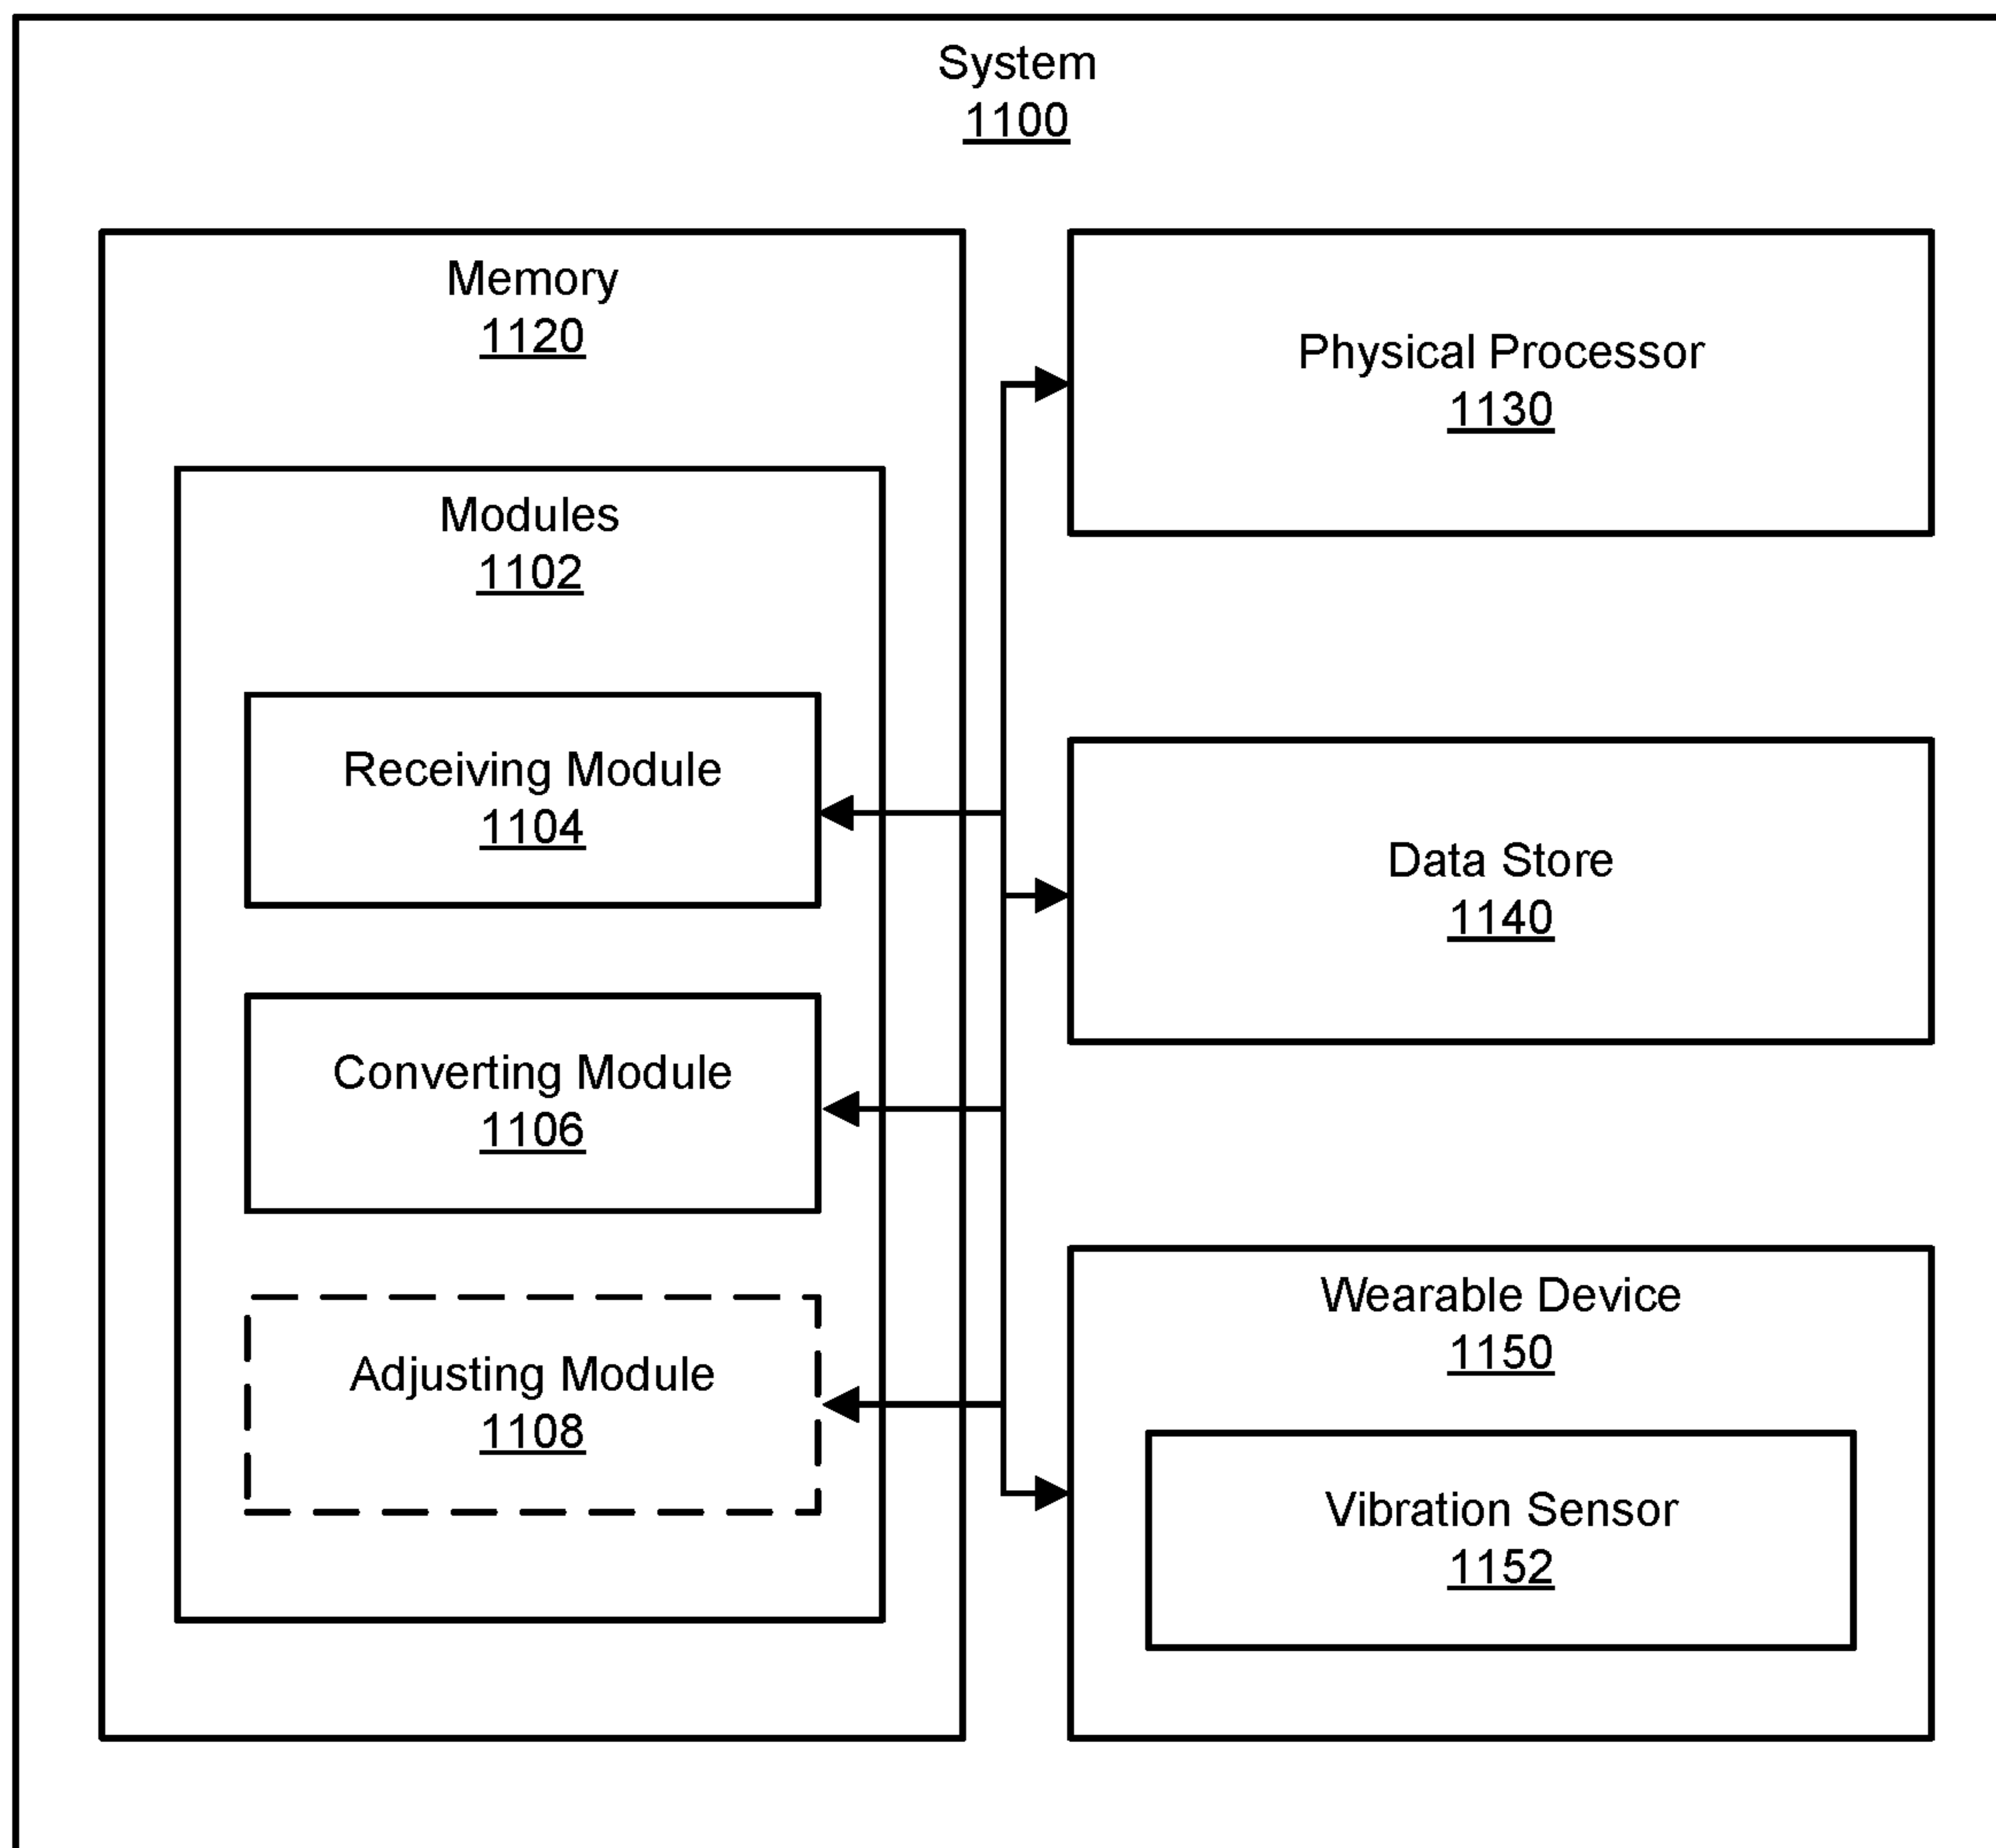 System
1100
Memory
1120
Modules
1102
Receiving Module
1104
Converting Module
1106
Adjusting Module
1108
Physical Processor
1130
Data Store
1140
Wearable Device
1150
Vibration Sensor
1152